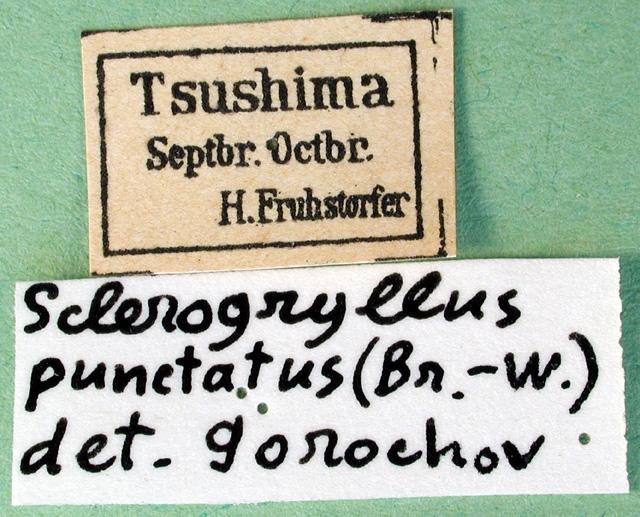 Tsushima
Septbr. Octbr.
H. Fruhstorfer
Sclerogryllus
punctatus (Br.-W.)
det. Gorochov